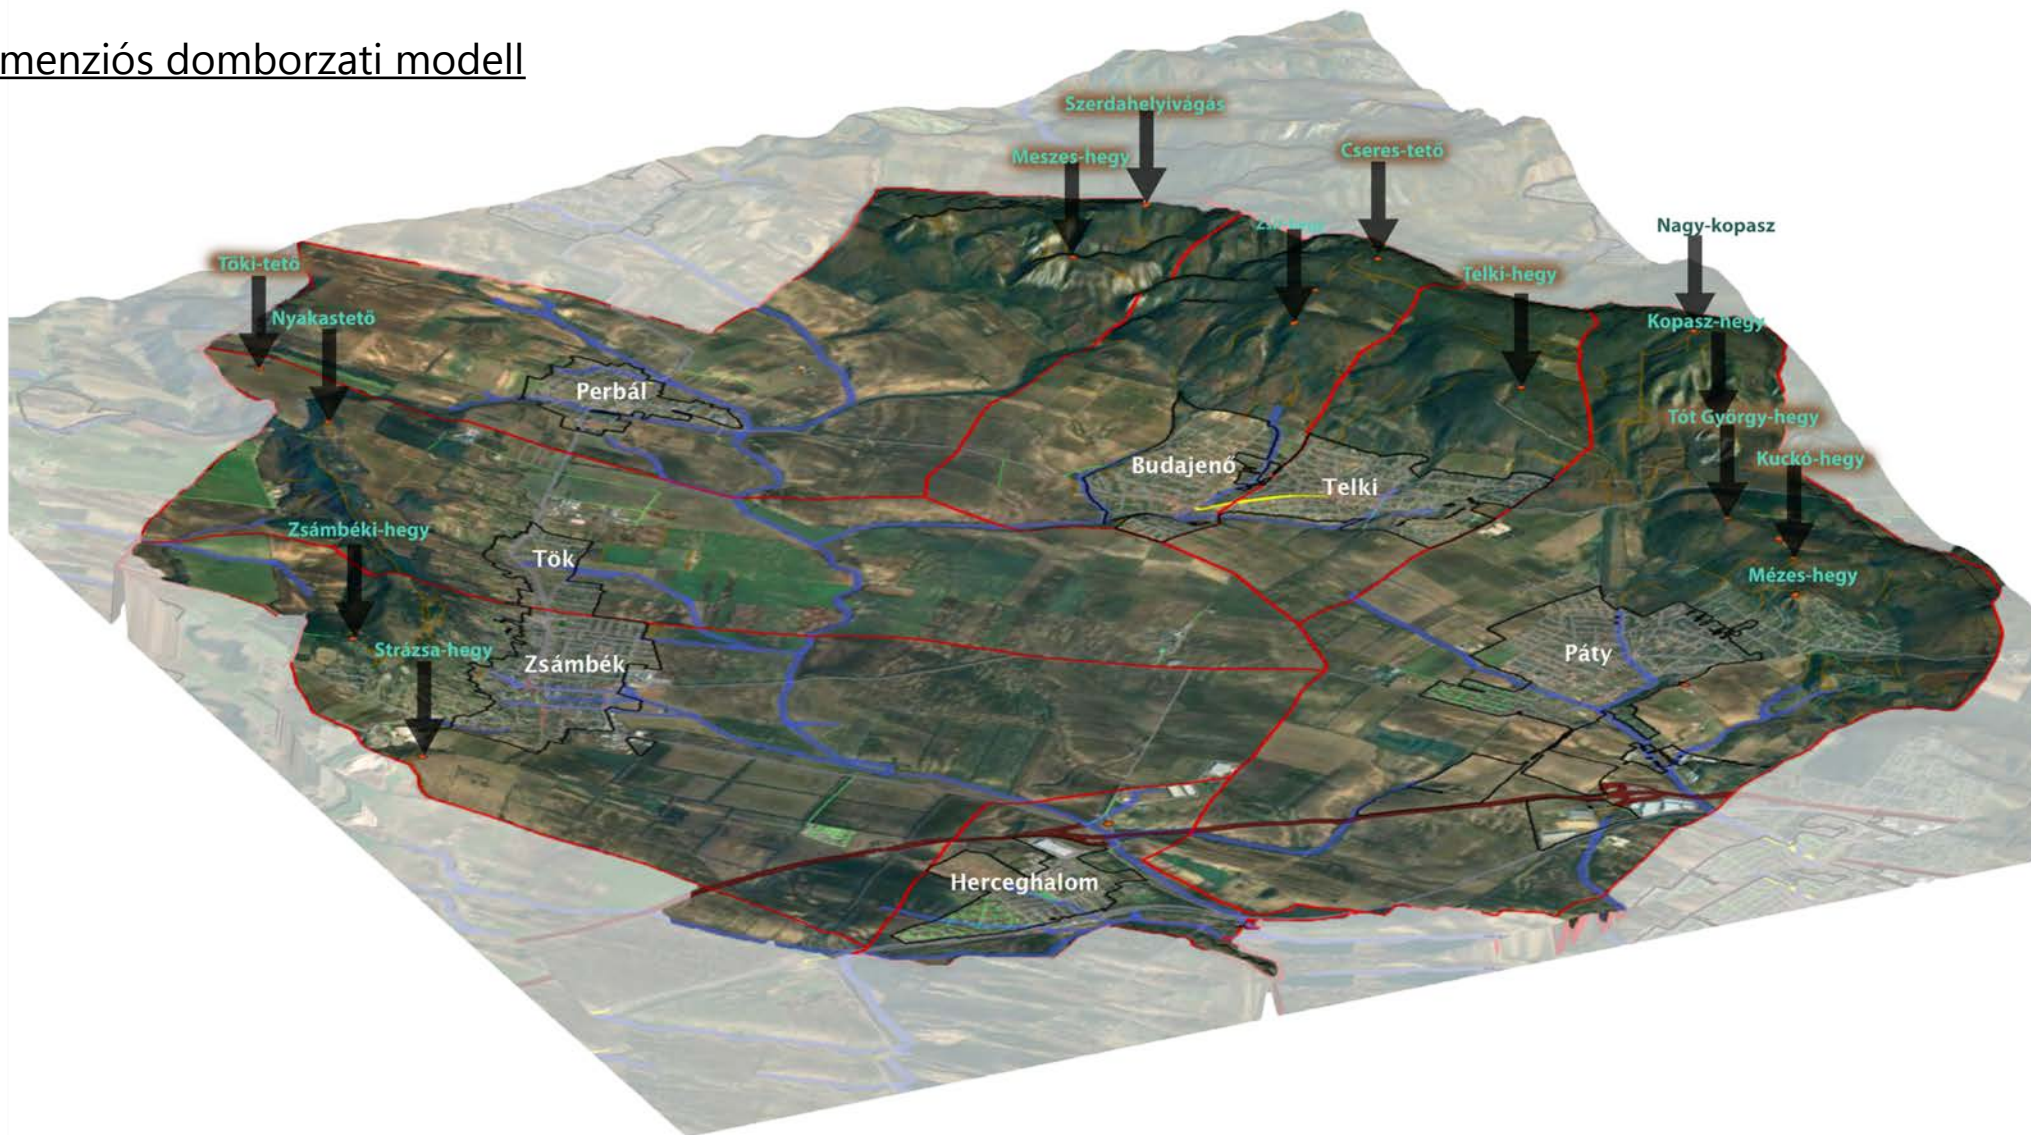 menziós domborzati modell
Szerdahelyivágás
Meszes-hegy
Cseres-tető
Nagy-kopasz
Töki-tető
Telki-hegy
Nyakastető
Kopasz-hegy
Perbál
Tót György-hegy
Kuckó-hegy
Budajenő
Telki
Zsámbéki-hegy
Tök
Mézes-hegy
Strázsa-hegy
Zsámbék
Páty
Herceghalom